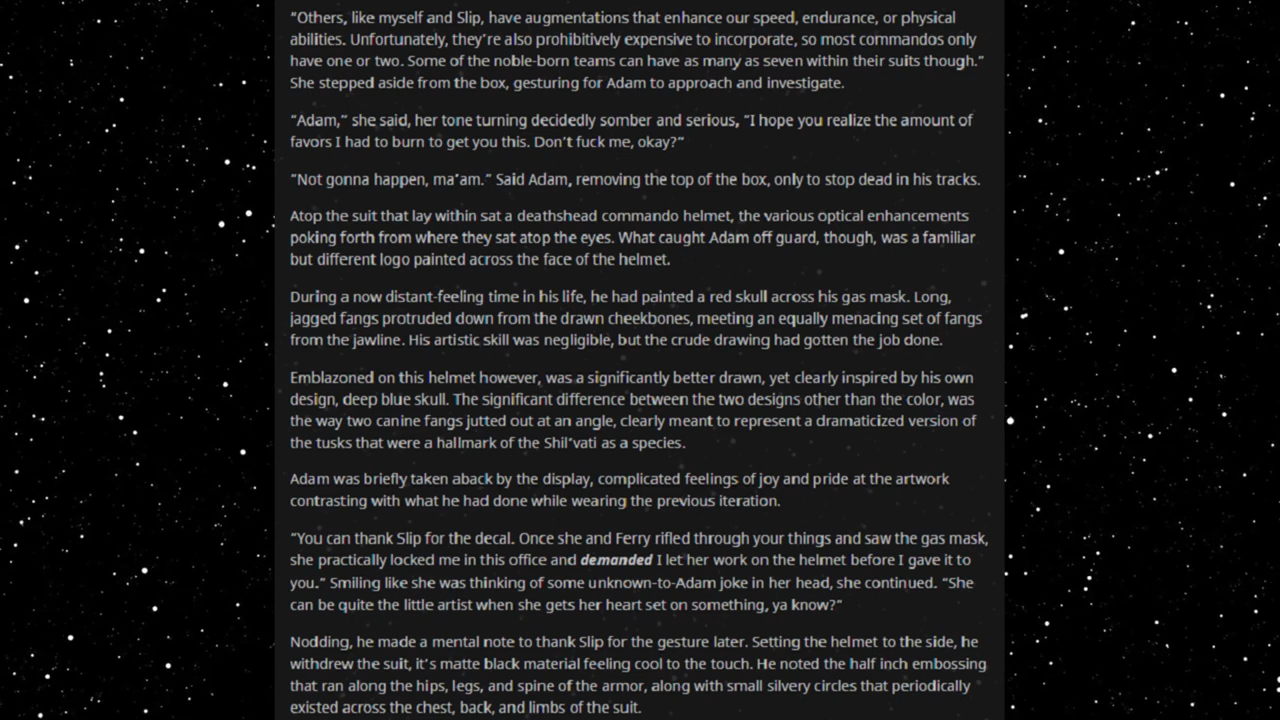 “Others, like myself and Slip, have augmentations that enhance our speed, endurance, or physical
abilities. Unfortunately, they’re also prohibitively expensive to incorporate, so most commandos only
have one or two. Some of the noble-born teams can have as many as seven within their suits though.”
She stepped aside from the box, gesturing for Adam to approach and investigate.
“Adam,” she said, her tone turning decidedly somber and serious, “I hope you realize the amount of
favors I had to burn to get you this. Don’t fuck me, okay?”
“Not gonna happen, ma’am.” Said Adam, removing the top of the box, only to stop dead in his tracks.
Atop the suit that lay within sat a deathshead commando helmet, the various optical enhancements
poking forth from where they sat atop the eyes. What caught Adam off guard, though, was a familiar
but different logo painted across the face of the helmet.
During a now distant-feeling time in his life, he had painted a red skull across his gas mask. Long,
jagged fangs protruded down from the drawn cheekbones, meeting an equally menacing set of fangs
from the jawline. His artistic skill was negligible, but the crude drawing had gotten the job done.
Emblazoned on this helmet however, was a significantly better drawn, yet clearly inspired by his own
design, deep blue skull. The significant difference between the two designs other than the color, was
the way two canine fangs jutted out at an angle, clearly meant to represent a dramaticized version of
the tusks that were a hallmark of the Shil’vati as a species.
Adam was briefly taken aback by the display, complicated feelings of joy and pride at the artwork
contrasting with what he had done while wearing the previous iteration.
“You can thank Slip for the decal. Once she and Ferry rifled through your things and saw the gas mask,
she practically locked me in this office and demanded I let her work on the helmet before I gave it to
you.” Smiling like she was thinking of some unknown-to-Adam joke in her head, she continued. “She
can be quite the little artist when she gets her heart set on something, ya know?”
Nodding, he made a mental note to thank Slip for the gesture later. Setting the helmet to the side, he
withdrew the suit, it’s matte black material feeling cool to the touch. He noted the half inch embossing
that ran along the hips, legs, and spine of the armor, along with small silvery circles that periodically
existed across the chest, back, and limbs of the suit.